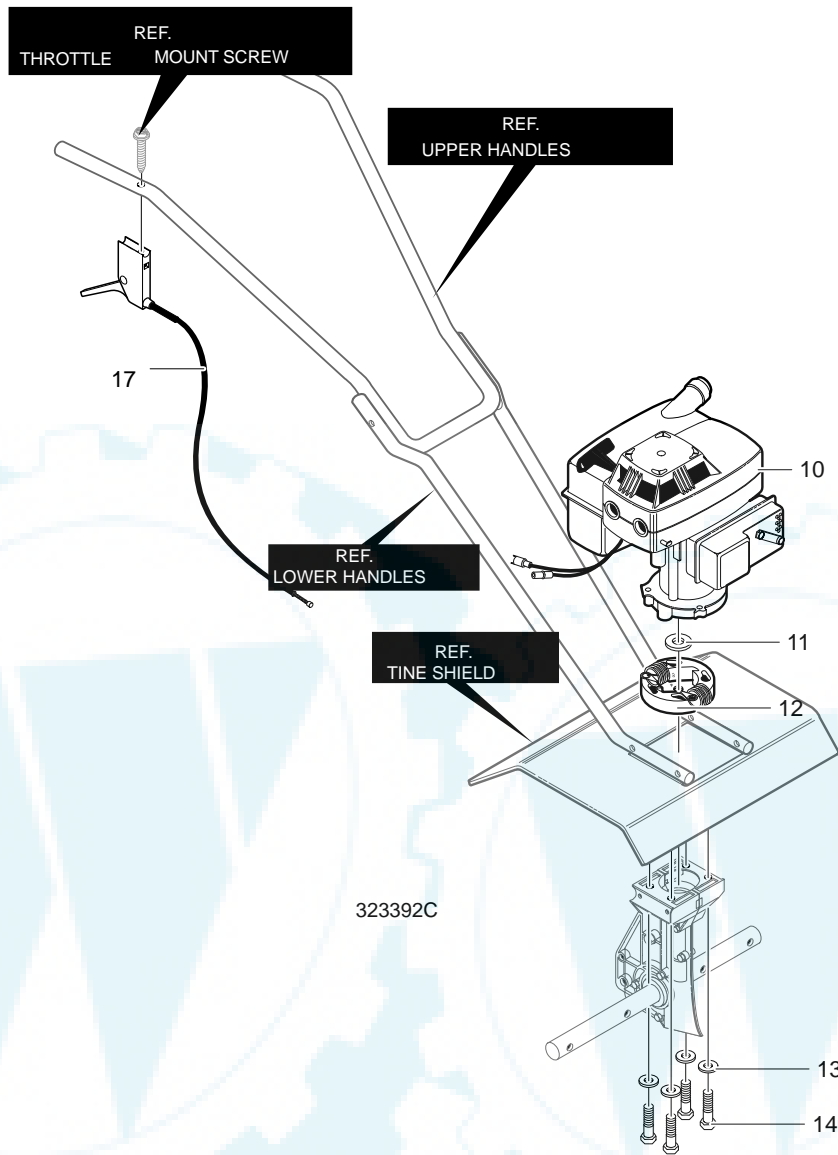 REF.
THROTTLE MOUNT SCREW
REF.
UPPER HANDLES
17
10
REF.
LOWER HANDLES
11
REF.
TINE SHIELD
12
323392C
13
14